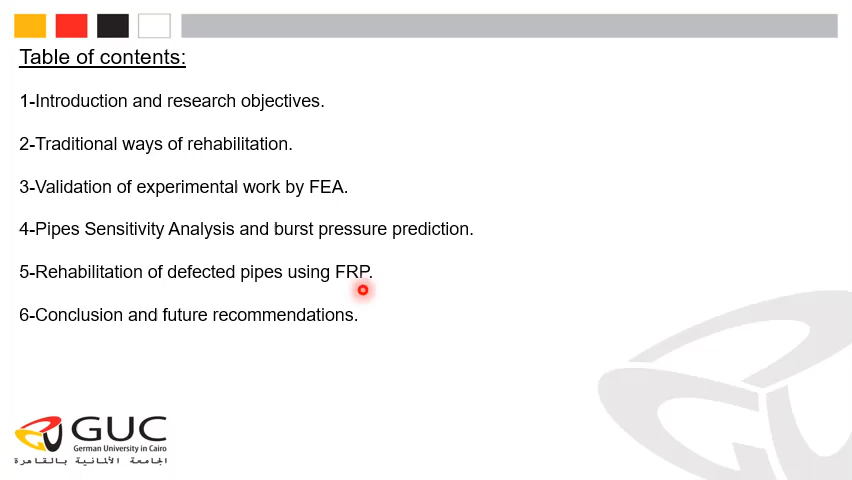 Table of contents:
1-Introduction and research objectives.
2-Traditional ways of rehabilitation.
3-Validation of experimental work by FEA.
4-Pipes Sensitivity Analysis and burst pressure prediction.
5-Rehabilitation of defected pipes using FRP.
6-Conclusion and future recommendations.
GUC
German University in Cairo
الجامعة الألمانية بالقاهرة